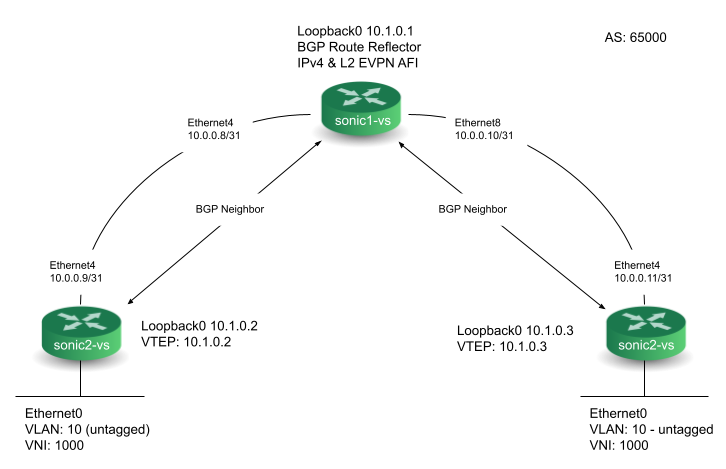 Loopback0 10.1.0.1
BGP Route Reflector
IPv4 & L2 EVPN AFI
AS: 65000
sonic1-vs
Ethernet4
10.0.0.8/31
Ethernet8
10.0.0.10/31
BGP Neighbor
BGP Neighbor
Ethernet4
10.0.0.9/31
Ethernet4
10.0.0.11/31
sonic2-vs
Loopback0 10.1.0.2
VTEP: 10.1.0.2
Loopback0 10.1.0.3
VTEP: 10.1.0.3
sonic2-vs
Ethernet0
VLAN: 10 (untagged)
VNI: 1000
Ethernet0
VLAN: 10 - untagged
VNI: 1000